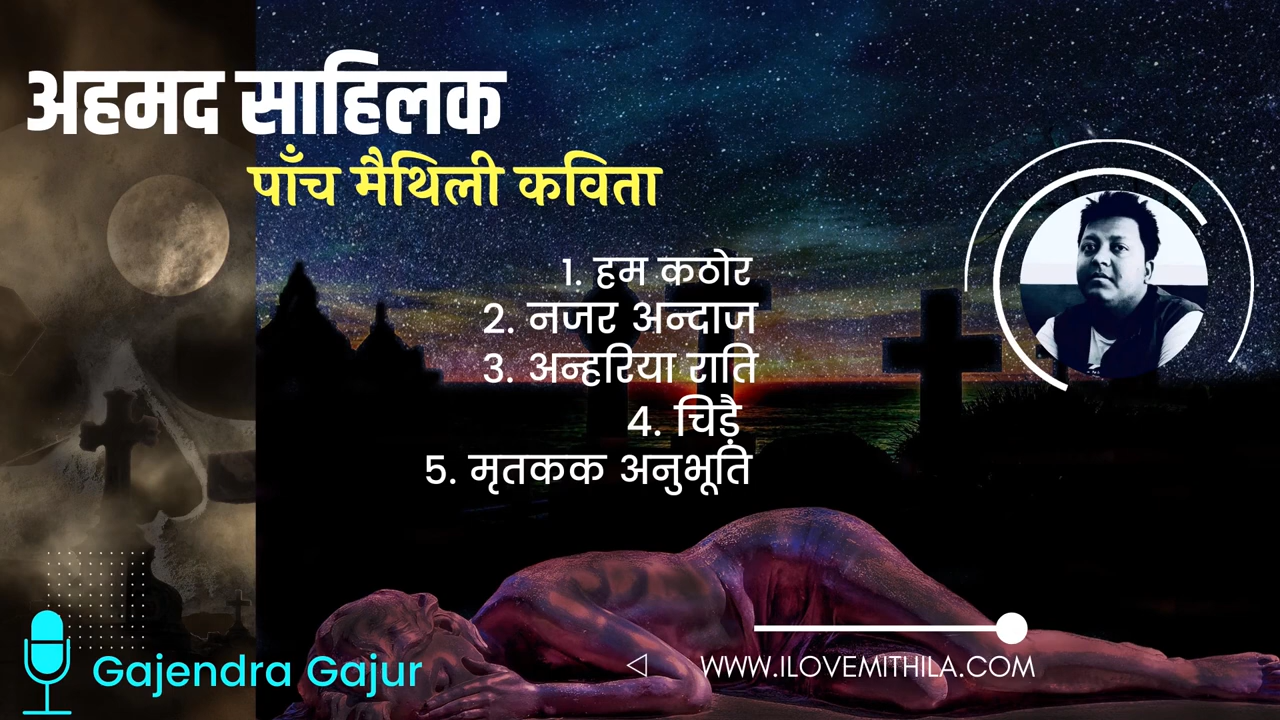 अहमद साहिलक
पाँच मैथिली कविता
1. हम कठोर
2. नजर अन्दाज
3. अन्हरिया राति
4. चिड़ै
5. मृतकक अनुभूति
Gajendra Gajur
WWW.ILOVEMITHILA.COM